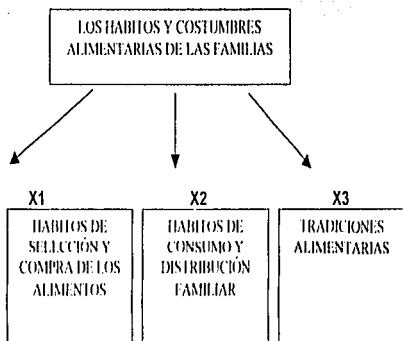 LOS HABITOS Y COSTUMBRES
ALIMENTARIAS DE LAS FAMILIAS
X1
HABITOS DE
SELLCCIÓN Y
COMPRA DE LOS
ALIMENTOS
X2
HABITOS DE
CONSUMO Y
DISTRIBUCIÓN
FAMILIAR
X3
TRADICIONES
ALIMENTARIAS